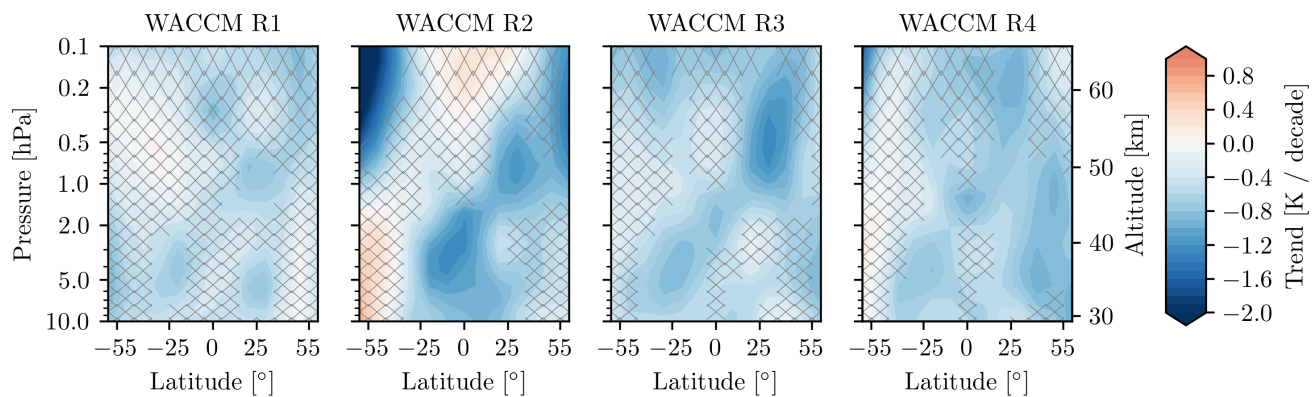 WACCM R1 WACCM R2 WACCM R3 WACCM R4
Pressure [hPa]
0.1
0.2
0.5
1.0
2.0
5.0
10.0
−55 −25 0 25 55
Latitude [°]
−55 −25 0 25 55
Latitude [°]
−55 −25 0 25 55
Latitude [°]
−55 −25 0 25 55
Latitude [°]
60
50
40
30
Altitude [km]
0.8
0.4
0.0
−0.4
−0.8
−1.2
−1.6
−2.0
Trend [K / decade]